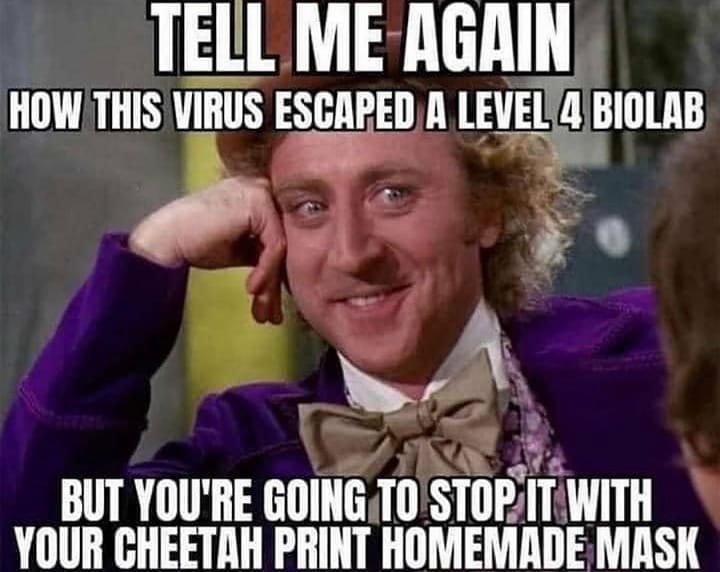 TELL ME AGAIN
HOW THIS VIRUS ESCAPED A LEVEL 4 BIOLAB
BUT YOU'RE GOING TO STOP IT WITH
YOUR CHEETAH PRINT HOMEMADE MASK